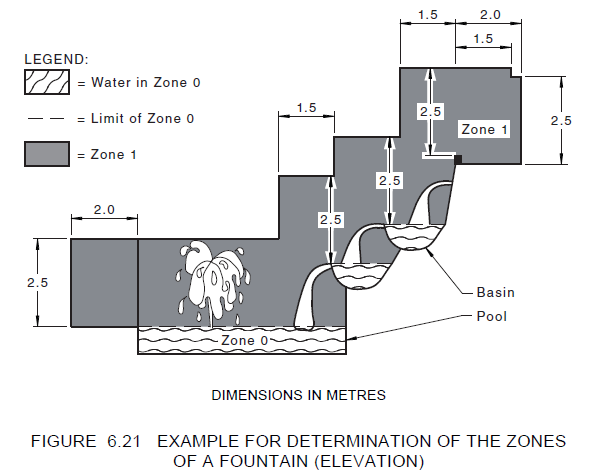 1.5
2.0
1.5
LEGEND:
= Water in Zone 0
= Limit of Zone 0
= Zone 1
1.5
2.5
Zone 1
2.5
2.5
2.0
2.5
2.5
Basin
Pool
Zone 0
DIMENSIONS IN METRES
FIGURE 6.21 EXAMPLE FOR DETERMINATION OF THE ZONES
OF A FOUNTAIN (ELEVATION)